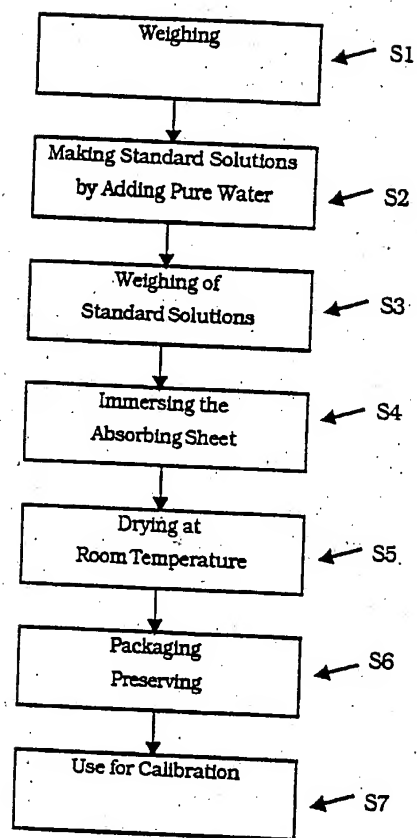 Weighing
S1
Making Standard Solutions
by Adding Pure Water
S2
Weighing of
Standard Solutions
S3
Immersing the
Absorbing Sheet
S4
Drying at
Room Temperature
S5
Packaging
Preserving
S6
Use for Calibration
S7